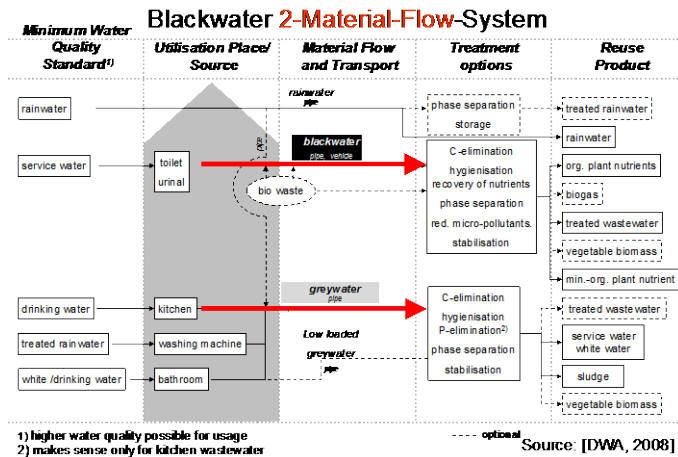 Blackwater 2-Material-Flow-System
Minimum Water
Quality
Standard1)
Utilisation Place/
Source
Material Flow
and Transport
Treatment
options
Reuse
Product
rainwater
rainwater
pipe
phase separation
storage
treated rainwater
rainwater
service water
toilet
urinal
pipe
blackwater
pipe, vehicle
bio waste
C-elimination
hygienisation
recovery of nutrients
phase separation
red. micro-pollutants.
stabilisation
org. plant nutrients
biogas
treated wastewater
vegetable biomass
min.-org. plant nutrient
drinking water
kitchen
greywater
pipe
C-elimination
hygienisation
P-elimination2)
phase separation
stabilisation
treated wastewater
treated rainwater
washing machine
Low loaded
greywater
pipe
service water
white water
white /drinking water
bathroom
sludge
vegetable biomass
1) higher water quality possible for usage
2) makes sense only for kitchen wastewater
optional
Source: [DWA, 2008]